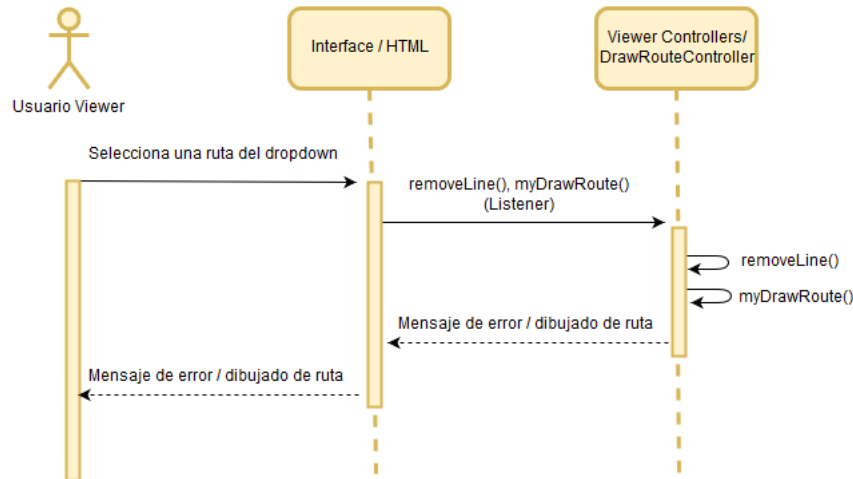 Viewer Controllers/
DrawRouteController
Interface / HTML
Usuario Viewer
Selecciona una ruta del dropdown
removeLine(), myDrawRoute()
(Listener)
removeLine()
myDrawRoute()
Mensaje de error / dibujado de ruta
Mensaje de error / dibujado de ruta